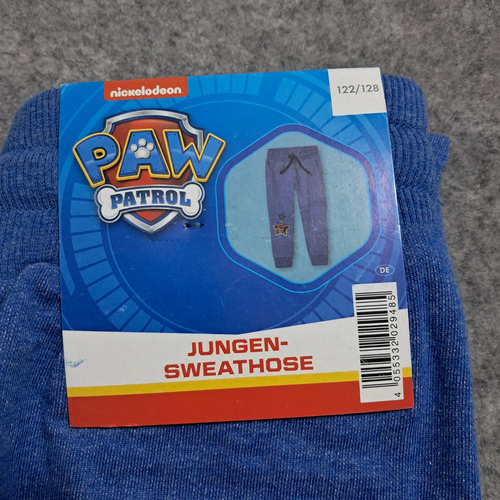 nickelodeon
122/128
PAW
PATROL
DE
JUNGEN-
SWEATHOSE
4 055332 029485